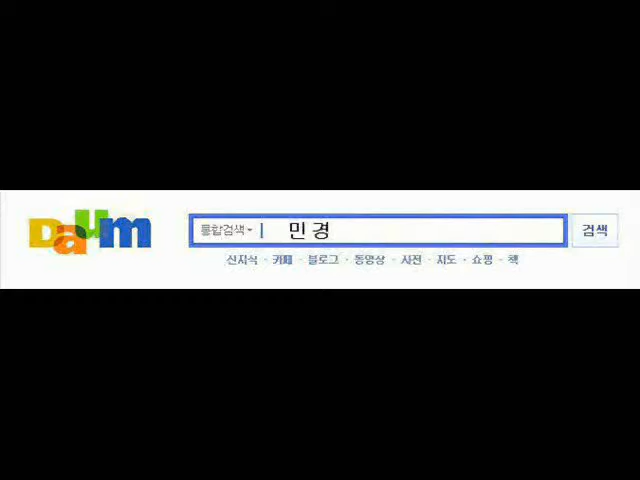 Daum 통합검색 민경 검색
신지식 · 카페 · 블로그 · 동영상 · 사전 · 지도 · 쇼핑 · 책